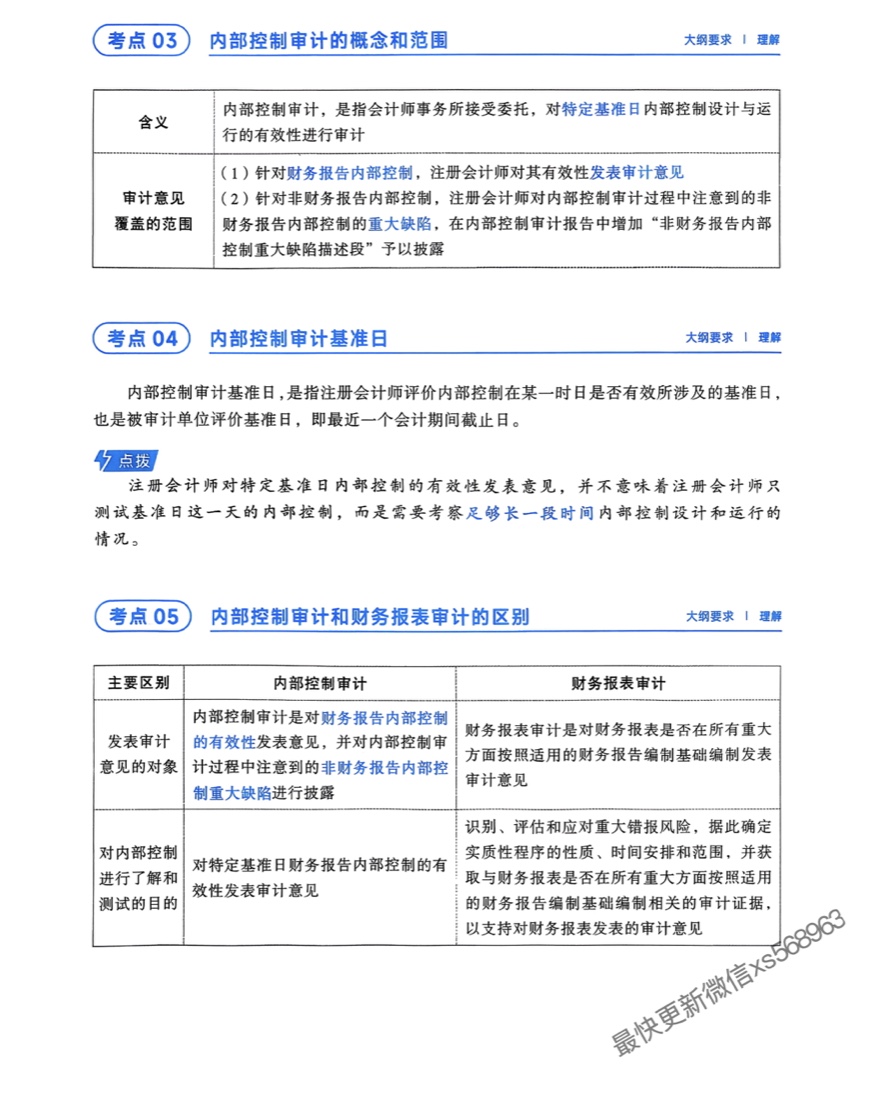 考点 03 内部控制审计的概念和范围 大纲要求 | 理解
含义
内部控制审计，是指会计师事务所接受委托，对特定基准日内部控制设计与运
行的有效性进行审计
审计意见
覆盖的范围
（1）针对财务报告内部控制，注册会计师对其有效性发表审计意见
（2）针对非财务报告内部控制，注册会计师对内部控制审计过程中注意到的非
财务报告内部控制的重大缺陷，在内部控制审计报告中增加“非财务报告内部
控制重大缺陷描述段”予以披露
考点 04 内部控制审计基准日 大纲要求 | 理解
内部控制审计基准日，是指注册会计师评价内部控制在某一时日是否有效所涉及的基准日，
也是被审计单位评价基准日，即最近一个会计期间截止日。
点拨
注册会计师对特定基准日内部控制的有效性发表意见，并不意味着注册会计师只
测试基准日这一天的内部控制，而是需要考察足够长一段时间内部控制设计和运行的
情况。
考点 05 内部控制审计和财务报表审计的区别 大纲要求 | 理解
主要区别 内部控制审计 财务报表审计
发表审计
意见的对象
内部控制审计是对财务报告内部控制
的有效性发表意见，并对内部控制审
计过程中注意到的非财务报告内部控
制重大缺陷进行披露
财务报表审计是对财务报表是否在所有重大
方面按照适用的财务报告编制基础编制发表
审计意见
对内部控制
进行了解和
测试的目的
对特定基准日财务报告内部控制的有
效性发表审计意见
识别、评估和应对重大错报风险，据此确定
实质性程序的性质、时间安排和范围，并获
取与财务报表是否在所有重大方面按照适用
的财务报告编制基础编制相关的审计证据，
以支持对财务报表发表的审计意见
最快更新微信xs568963